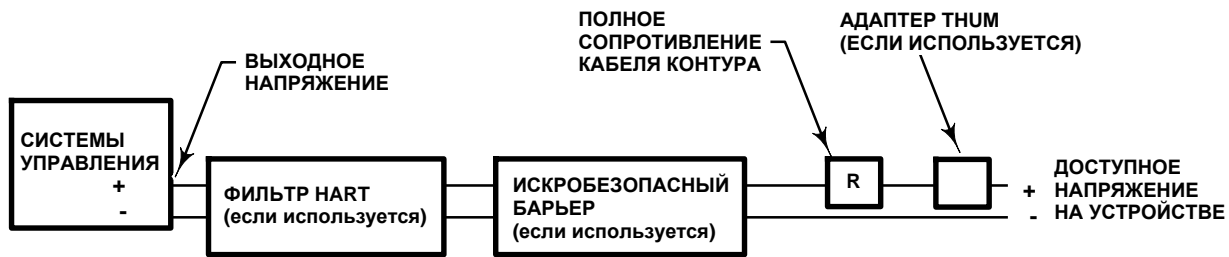 ПОЛНОЕ
СОПРОТИВЛЕНИЕ
КАБЕЛЯ КОНТУРА
АДАПТЕР THUM
(ЕСЛИ ИСПОЛЬЗУЕТСЯ)
ВЫХОДНОЕ
НАПРЯЖЕНИЕ
СИСТЕМЫ
УПРАВЛЕНИЯ
+
-
ФИЛЬТР HART
(если используется)
ИСКРОБЕЗОПАСНЫЙ
БАРЬЕР
(если используется)
R
+
-
ДОСТУПНОЕ
НАПРЯЖЕНИЕ
НА УСТРОЙСТВЕ